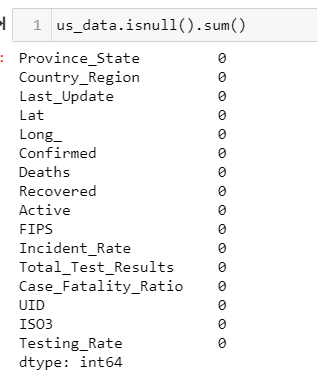 1 us_data.isnull().sum()
: Province_State 0
Country_Region 0
Last_Update 0
Lat 0
Long_ 0
Confirmed 0
Deaths 0
Recovered 0
Active 0
FIPS 0
Incident_Rate 0
Total_Test_Results 0
Case_Fatality_Ratio 0
UID 0
ISO3 0
Testing_Rate 0
dtype: int64